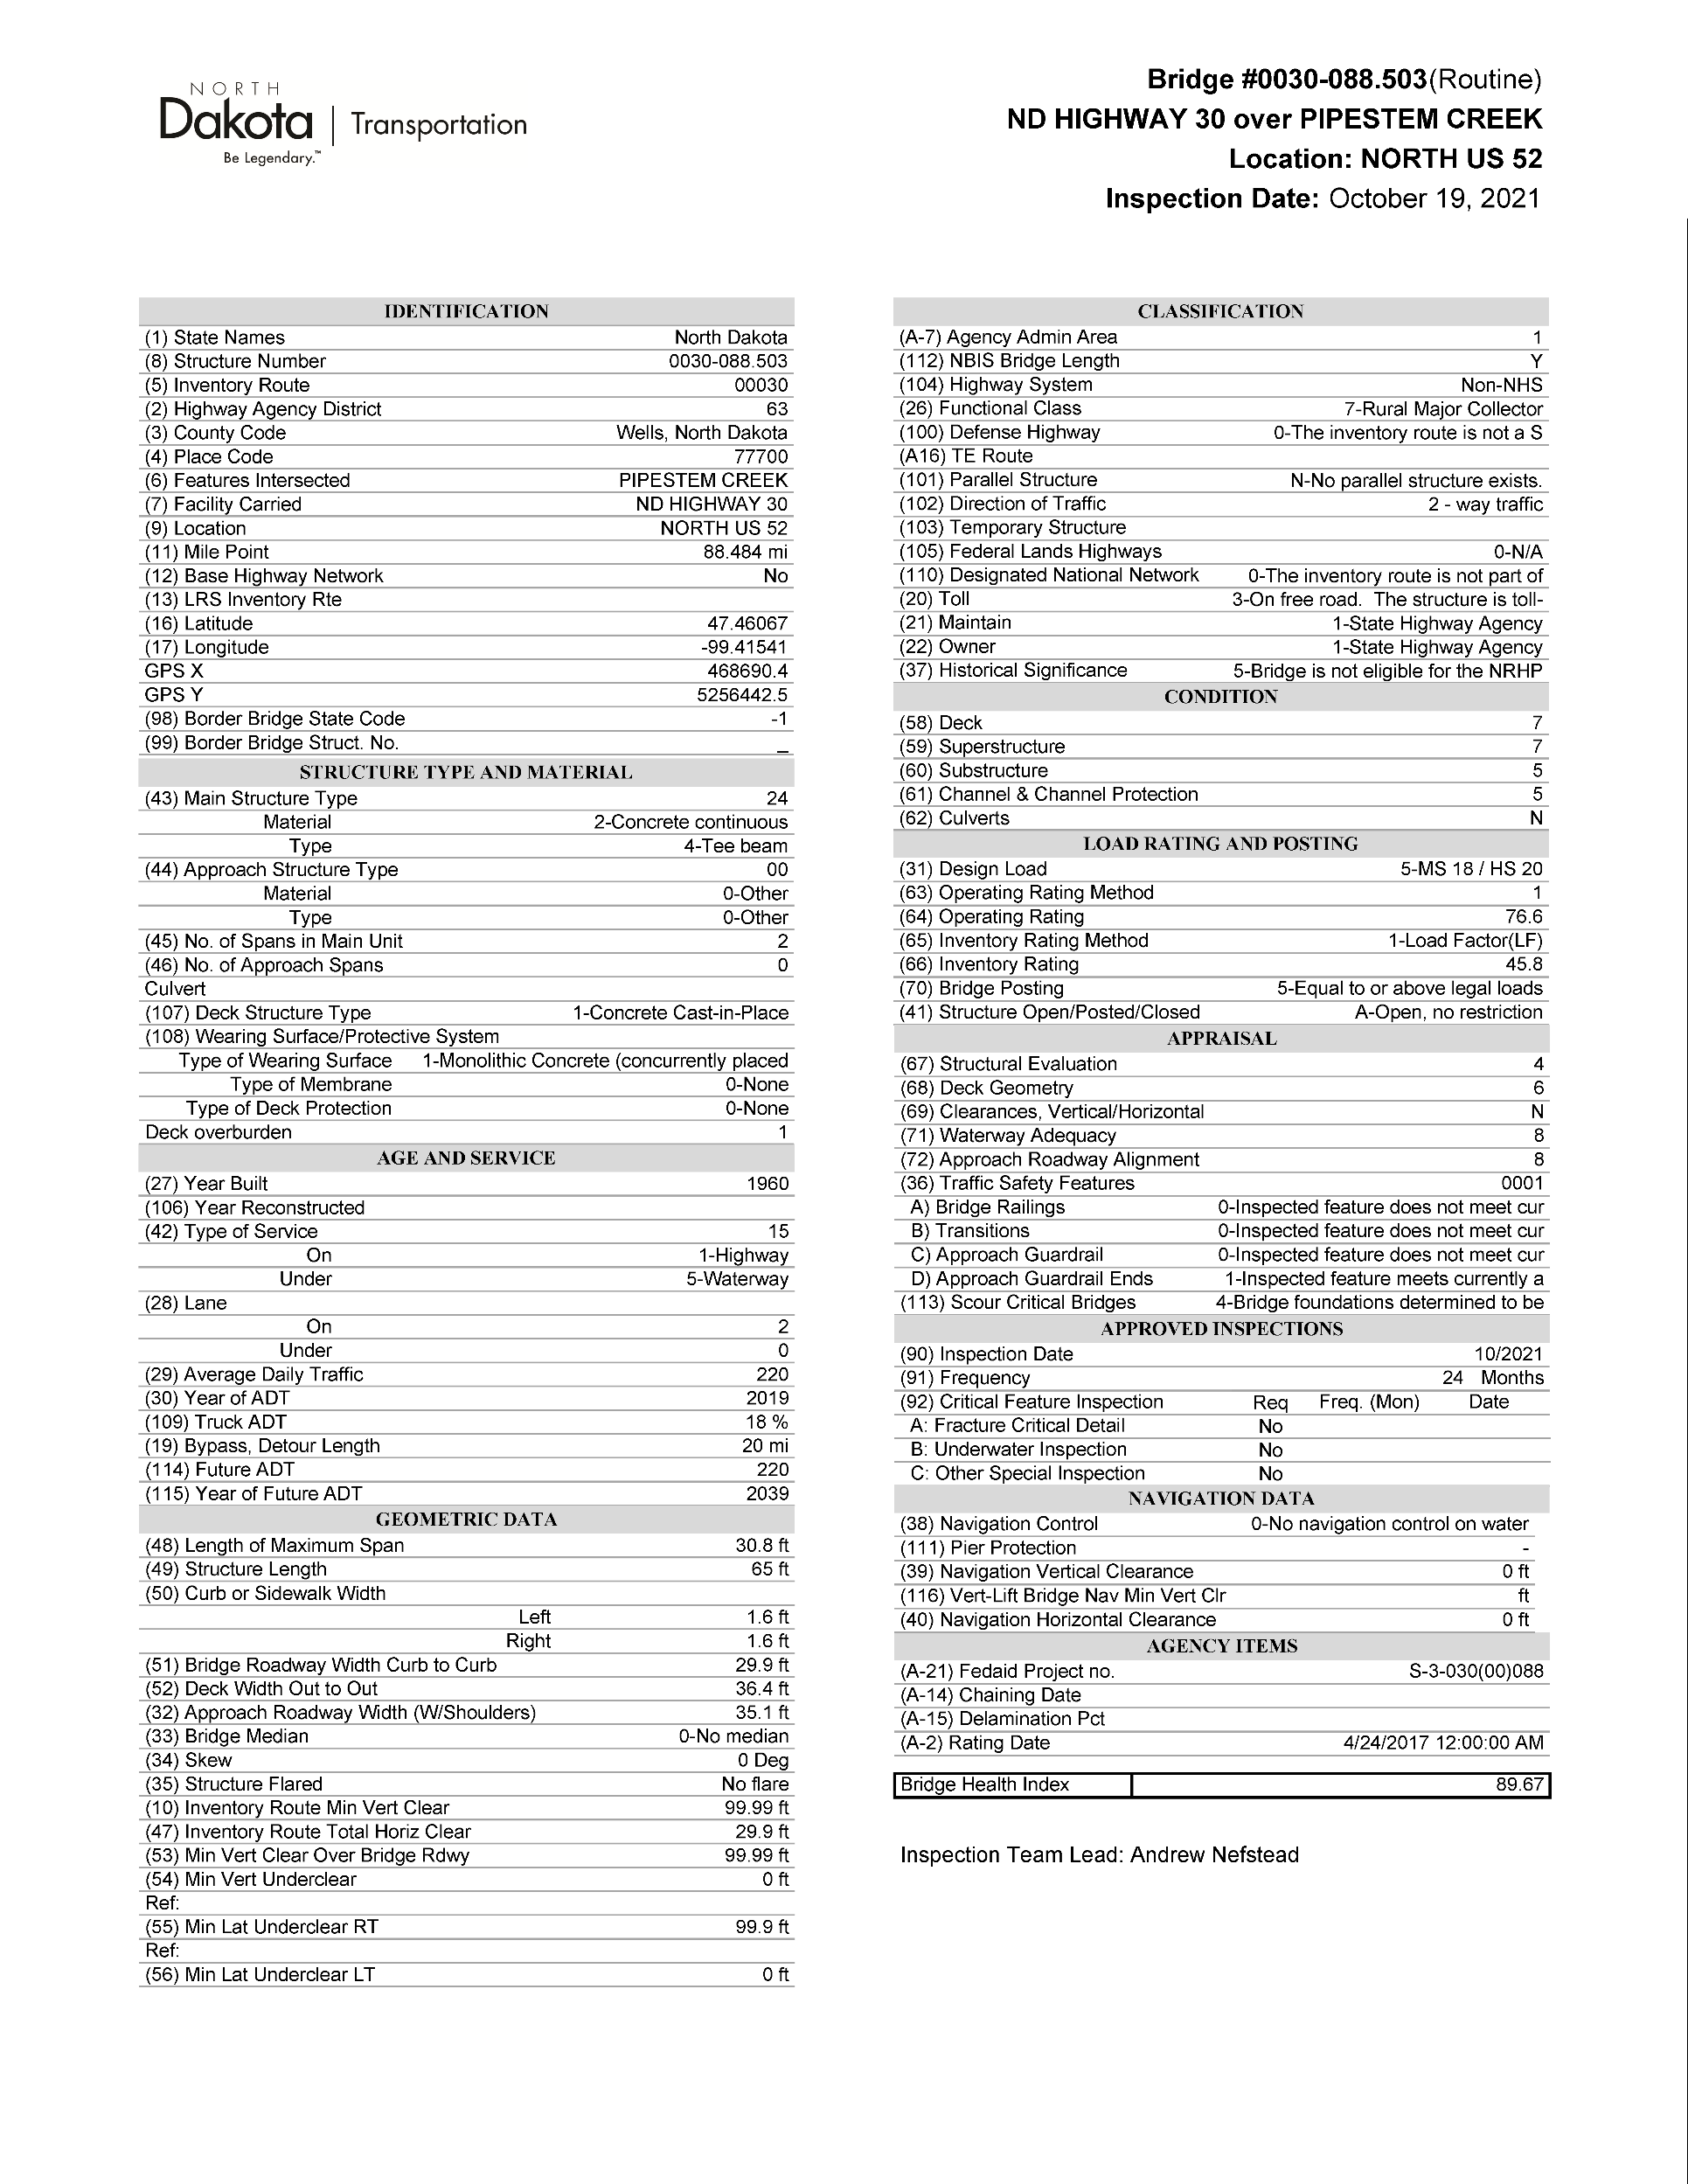 NORTH
Dakota | Transportation
Be Legendary.™
Bridge #0030-088.503(Routine)
ND HIGHWAY 30 over PIPESTEM CREEK
Location: NORTH US 52
Inspection Date: October 19, 2021
IDENTIFICATION
(1) State Names North Dakota
(8) Structure Number 0030-088.503
(5) Inventory Route 00030
(2) Highway Agency District 63
(3) County Code Wells, North Dakota
(4) Place Code 77700
(6) Features Intersected PIPESTEM CREEK
(7) Facility Carried ND HIGHWAY 30
(9) Location NORTH US 52
(11) Mile Point 88.484 mi
(12) Base Highway Network No
(13) LRS Inventory Rte
(16) Latitude 47.46067
(17) Longitude -99.41541
GPS X 468690.4
GPS Y 5256442.5
(98) Border Bridge State Code -1
(99) Border Bridge Struct. No. _
STRUCTURE TYPE AND MATERIAL
(43) Main Structure Type 24
Material 2-Concrete continuous
Type 4-Tee beam
(44) Approach Structure Type 00
Material 0-Other
Type 0-Other
(45) No. of Spans in Main Unit 2
(46) No. of Approach Spans 0
Culvert
(107) Deck Structure Type 1-Concrete Cast-in-Place
(108) Wearing Surface/Protective System
Type of Wearing Surface 1-Monolithic Concrete (concurrently placed
Type of Membrane 0-None
Type of Deck Protection 0-None
Deck overburden 1
AGE AND SERVICE
(27) Year Built 1960
(106) Year Reconstructed
(42) Type of Service 15
On 1-Highway
Under 5-Waterway
(28) Lane
On 2
Under 0
(29) Average Daily Traffic 220
(30) Year of ADT 2019
(109) Truck ADT 18 %
(19) Bypass, Detour Length 20 mi
(114) Future ADT 220
(115) Year of Future ADT 2039
GEOMETRIC DATA
(48) Length of Maximum Span 30.8 ft
(49) Structure Length 65 ft
(50) Curb or Sidewalk Width
Left 1.6 ft
Right 1.6 ft
(51) Bridge Roadway Width Curb to Curb 29.9 ft
(52) Deck Width Out to Out 36.4 ft
(32) Approach Roadway Width (W/Shoulders) 35.1 ft
(33) Bridge Median 0-No median
(34) Skew 0 Deg
(35) Structure Flared No flare
(10) Inventory Route Min Vert Clear 99.99 ft
(47) Inventory Route Total Horiz Clear 29.9 ft
(53) Min Vert Clear Over Bridge Rdwy 99.99 ft
(54) Min Vert Underclear 0 ft
Ref:
(55) Min Lat Underclear RT 99.9 ft
Ref:
(56) Min Lat Underclear LT 0 ft
CLASSIFICATION
(A-7) Agency Admin Area 1
(112) NBIS Bridge Length Y
(104) Highway System Non-NHS
(26) Functional Class 7-Rural Major Collector
(100) Defense Highway 0-The inventory route is not a S
(A16) TE Route
(101) Parallel Structure N-No parallel structure exists.
(102) Direction of Traffic 2 - way traffic
(103) Temporary Structure
(105) Federal Lands Highways 0-N/A
(110) Designated National Network 0-The inventory route is not part of
(20) Toll 3-On free road. The structure is toll-
(21) Maintain 1-State Highway Agency
(22) Owner 1-State Highway Agency
(37) Historical Significance 5-Bridge is not eligible for the NRHP
CONDITION
(58) Deck 7
(59) Superstructure 7
(60) Substructure 5
(61) Channel & Channel Protection 5
(62) Culverts N
LOAD RATING AND POSTING
(31) Design Load 5-MS 18 / HS 20
(63) Operating Rating Method 1
(64) Operating Rating 76.6
(65) Inventory Rating Method 1-Load Factor(LF)
(66) Inventory Rating 45.8
(70) Bridge Posting 5-Equal to or above legal loads
(41) Structure Open/Posted/Closed A-Open, no restriction
APPRAISAL
(67) Structural Evaluation 4
(68) Deck Geometry 6
(69) Clearances, Vertical/Horizontal N
(71) Waterway Adequacy 8
(72) Approach Roadway Alignment 8
(36) Traffic Safety Features 0001
A) Bridge Railings 0-Inspected feature does not meet cur
B) Transitions 0-Inspected feature does not meet cur
C) Approach Guardrail 0-Inspected feature does not meet cur
D) Approach Guardrail Ends 1-Inspected feature meets currently a
(113) Scour Critical Bridges 4-Bridge foundations determined to be
APPROVED INSPECTIONS
(90) Inspection Date 10/2021
(91) Frequency 24 Months
(92) Critical Feature Inspection Req Freq. (Mon) Date
A: Fracture Critical Detail No
B: Underwater Inspection No
C: Other Special Inspection No
NAVIGATION DATA
(38) Navigation Control 0-No navigation control on water
(111) Pier Protection -
(39) Navigation Vertical Clearance 0 ft
(116) Vert-Lift Bridge Nav Min Vert Clr ft
(40) Navigation Horizontal Clearance 0 ft
AGENCY ITEMS
(A-21) Fedaid Project no. S-3-030(00)088
(A-14) Chaining Date
(A-15) Delamination Pct
(A-2) Rating Date 4/24/2017 12:00:00 AM
Bridge Health Index 89.67
Inspection Team Lead: Andrew Nefstead